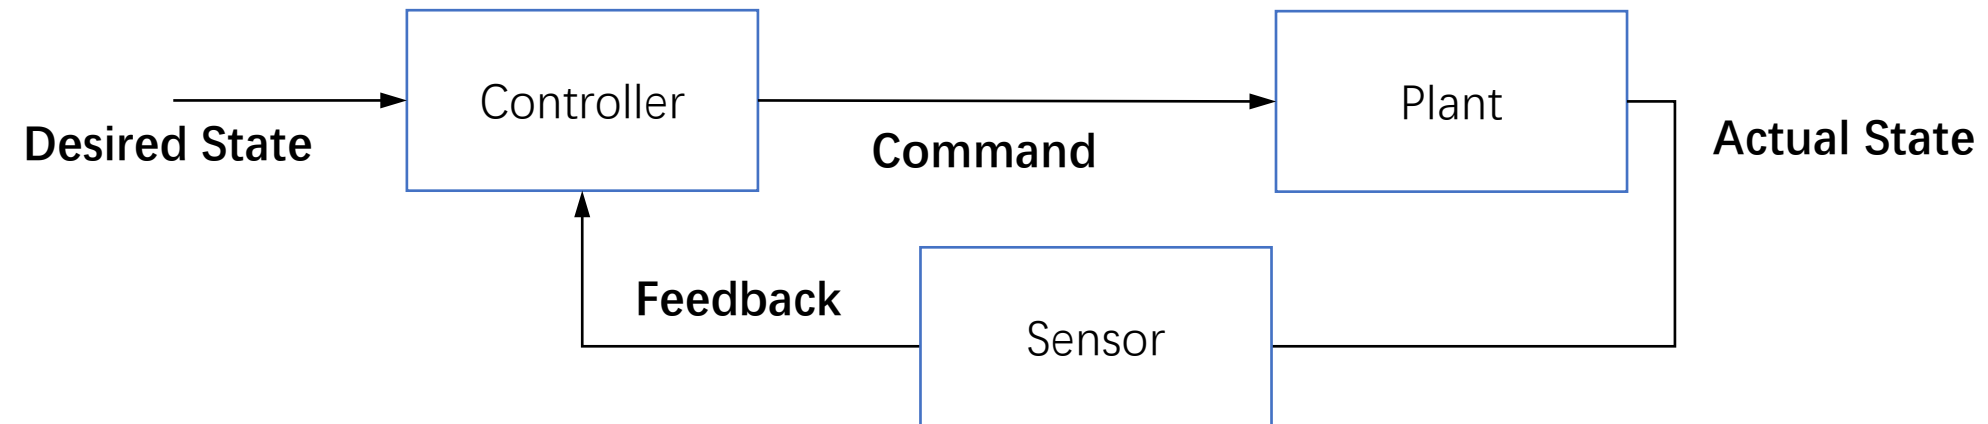 Controller
Plant
Desired State
Command
Actual State
Feedback
Sensor